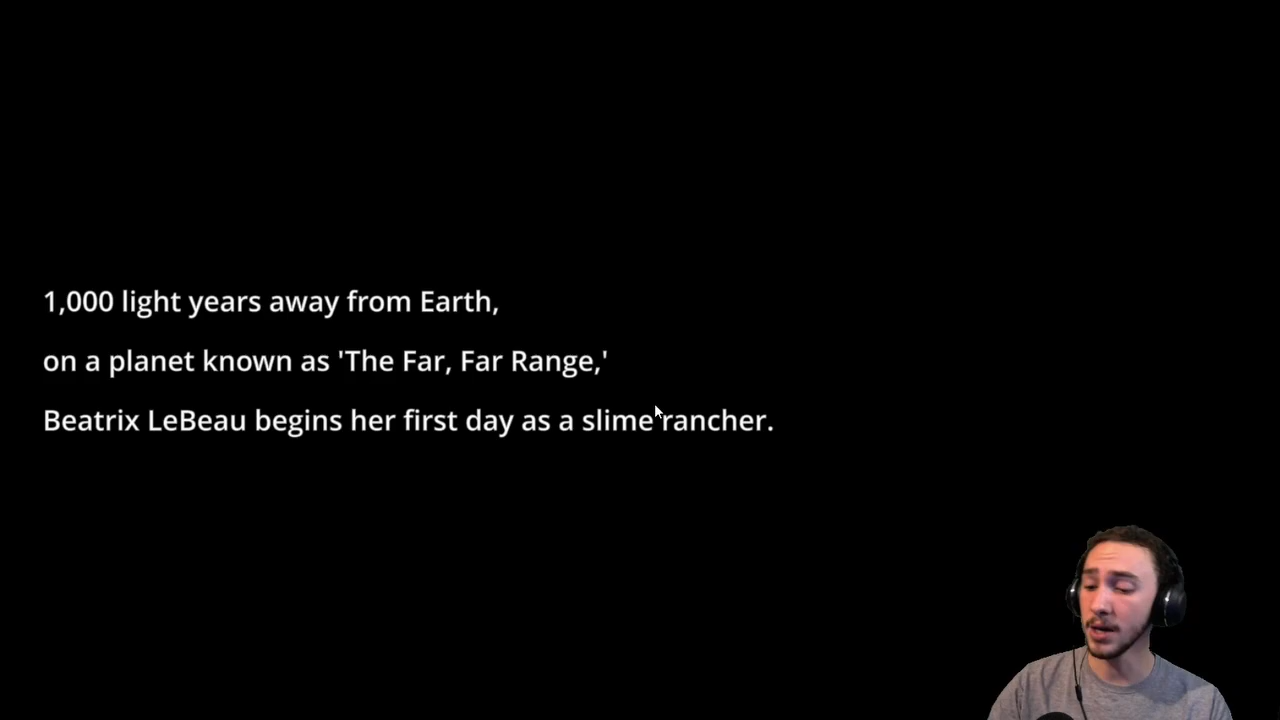 1,000 light years away from Earth,
on a planet known as 'The Far, Far Range,'
Beatrix LeBeau begins her first day as a slime rancher.